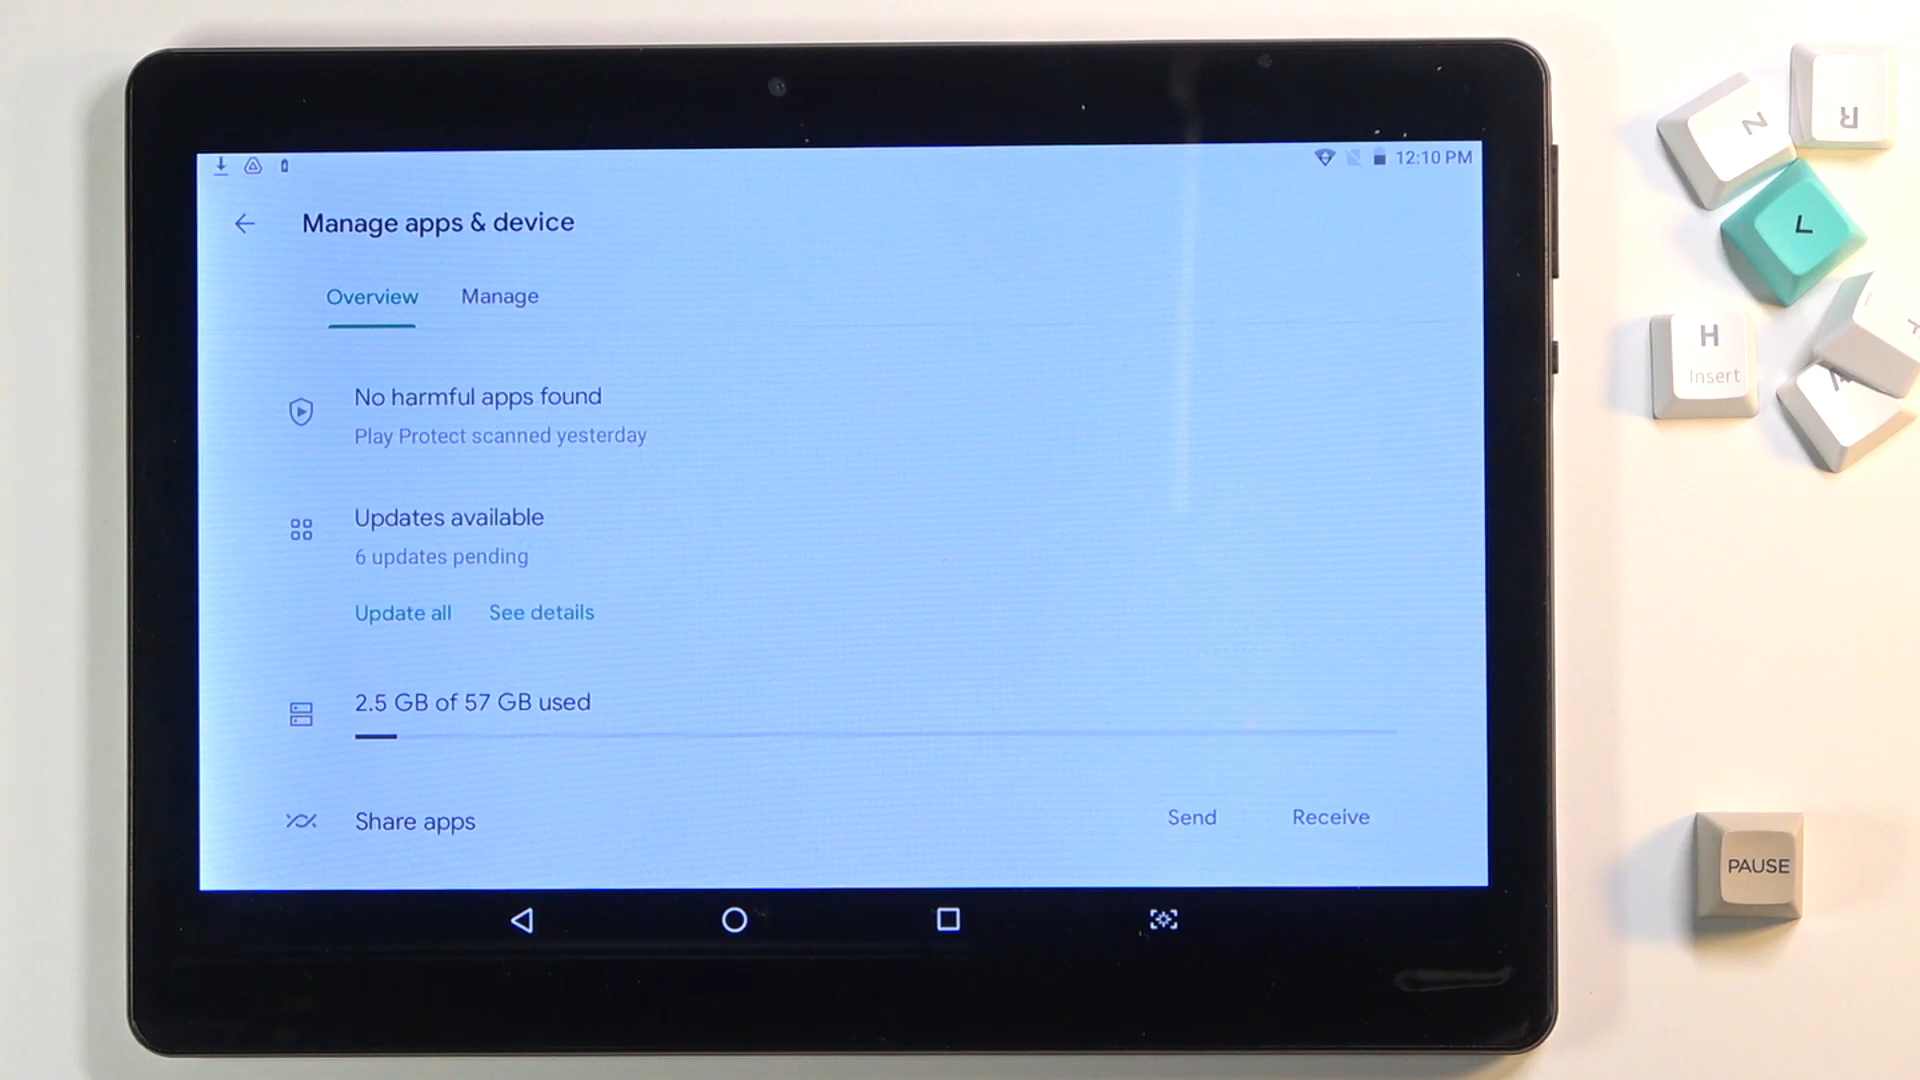 12:10 PM
Manage apps & device
Overview Manage
No harmful apps found
Play Protect scanned yesterday
Updates available
6 updates pending
Update all See details
2.5 GB of 57 GB used
Share apps Send Receive
R
Z
L
H
Insert
PAUSE